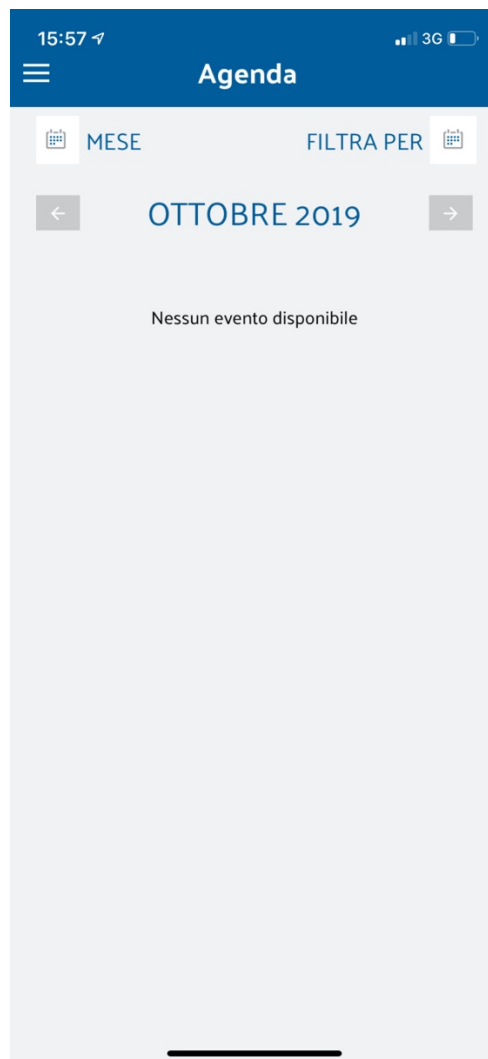 15:57 3G
Agenda
MESE FILTRA PER
OTTOBRE 2019
Nessun evento disponibile